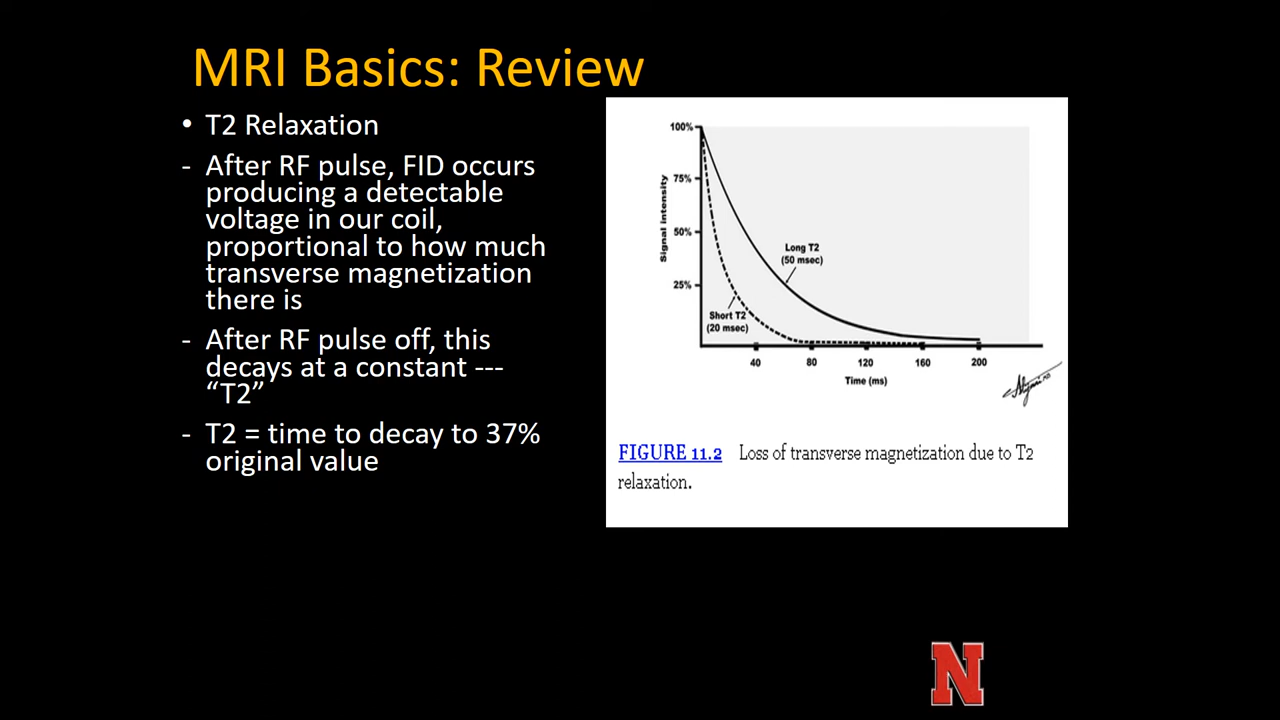 MRI Basics: Review
• T2 Relaxation
- After RF pulse, FID occurs
producing a detectable
voltage in our coil,
proportional to how much
transverse magnetization
there is
- After RF pulse off, this
decays at a constant ---
“T2”
- T2 = time to decay to 37%
original value
100%
75%
50%
25%
Signal intensity
Long T2
(50 msec)
Short T2
(20 msec)
40 80 120 160 200
Time (ms)
FIGURE 11.2 Loss of transverse magnetization due to T2
relaxation.
N